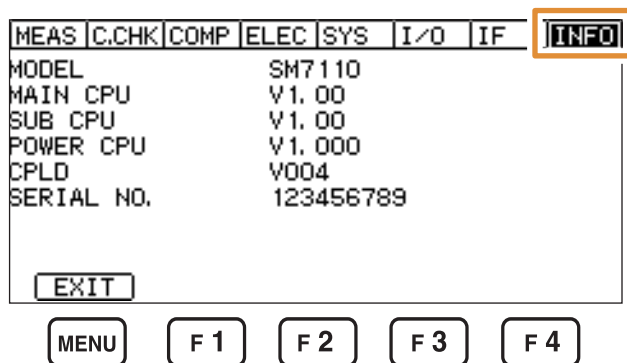 MEAS C.CHK COMP ELEC SYS I/O IF INFO
MODEL SM7110
MAIN CPU V1.00
SUB CPU V1.00
POWER CPU V1.000
CPLD V004
SERIAL NO. 123456789
EXIT
MENU F1 F2 F3 F4